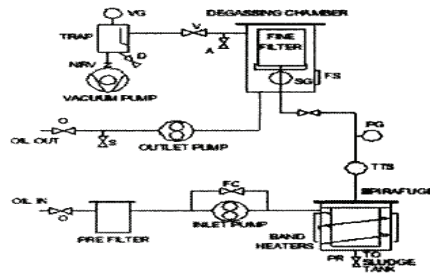 VG
DEGASSING CHAMBER
TRAP
V
FINE
FILTER
D
A
NRV
SG
FS
VACUUM PUMP
O
PG
OIL OUT
S
OUTLET PUMP
TTS
FC
SPIRAFUGE
OIL IN
O
INLET PUMP
BAND
HEATERS
PRE FILTER
PR
TO
SLUDGE
TANK